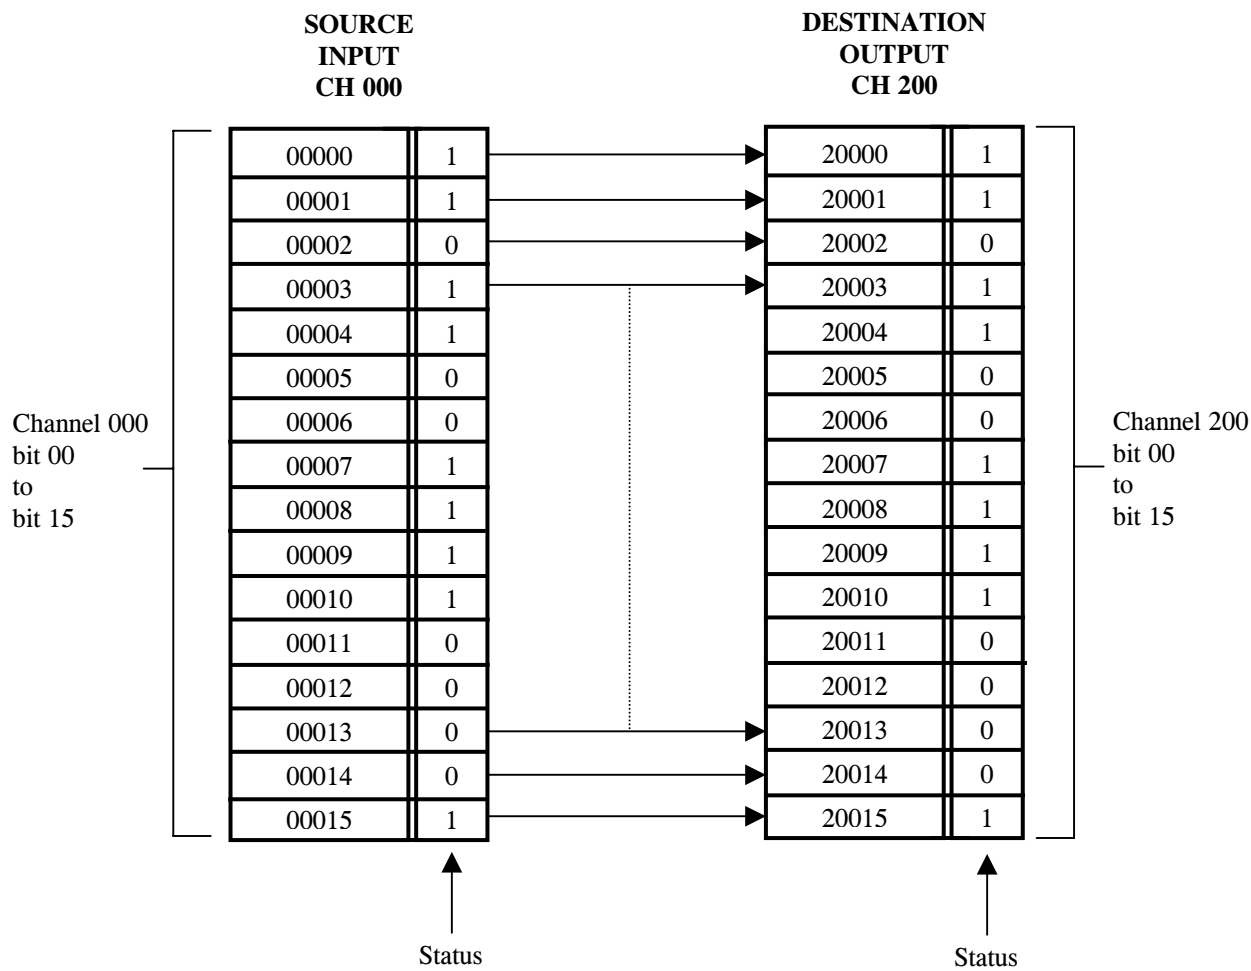 SOURCE
INPUT
CH 000
DESTINATION
OUTPUT
CH 200
00000 1
20000 1
00001 1
20001 1
00002 0
20002 0
00003 1
20003 1
00004 1
20004 1
00005 0
20005 0
00006 0
20006 0
00007 1
20007 1
00008 1
20008 1
00009 1
20009 1
00010 1
20010 1
00011 0
20011 0
00012 0
20012 0
00013 0
20013 0
00014 0
20014 0
00015 1
20015 1
Channel 000
bit 00
to
bit 15
Channel 200
bit 00
to
bit 15
Status
Status